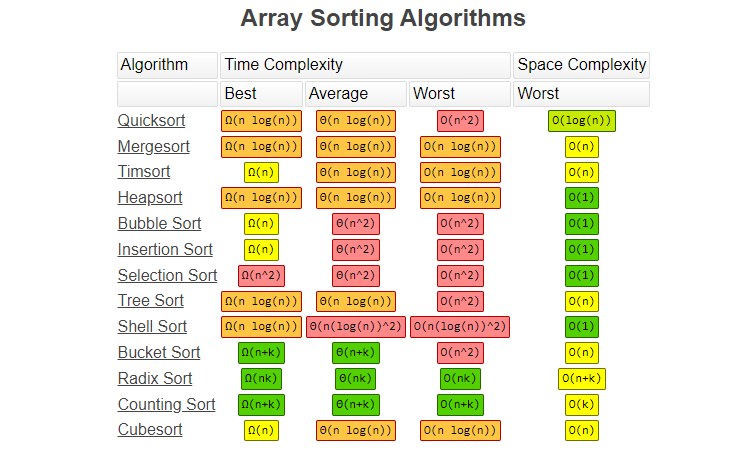 Array Sorting Algorithms
Algorithm Time Complexity Space Complexity
Best Average Worst Worst
Quicksort Ω(n log(n)) Θ(n log(n)) O(n^2) O(log(n))
Mergesort Ω(n log(n)) Θ(n log(n)) O(n log(n)) O(n)
Timsort Ω(n) Θ(n log(n)) O(n log(n)) O(n)
Heapsort Ω(n log(n)) Θ(n log(n)) O(n log(n)) O(1)
Bubble Sort Ω(n) Θ(n^2) O(n^2) O(1)
Insertion Sort Ω(n) Θ(n^2) O(n^2) O(1)
Selection Sort Ω(n^2) Θ(n^2) O(n^2) O(1)
Tree Sort Ω(n log(n)) Θ(n log(n)) O(n^2) O(n)
Shell Sort Ω(n log(n)) Θ(n(log(n))^2) O(n(log(n))^2) O(1)
Bucket Sort Ω(n+k) Θ(n+k) O(n^2) O(n)
Radix Sort Ω(nk) Θ(nk) O(nk) O(n+k)
Counting Sort Ω(n+k) Θ(n+k) O(n+k) O(k)
Cubesort Ω(n) Θ(n log(n)) O(n log(n)) O(n)